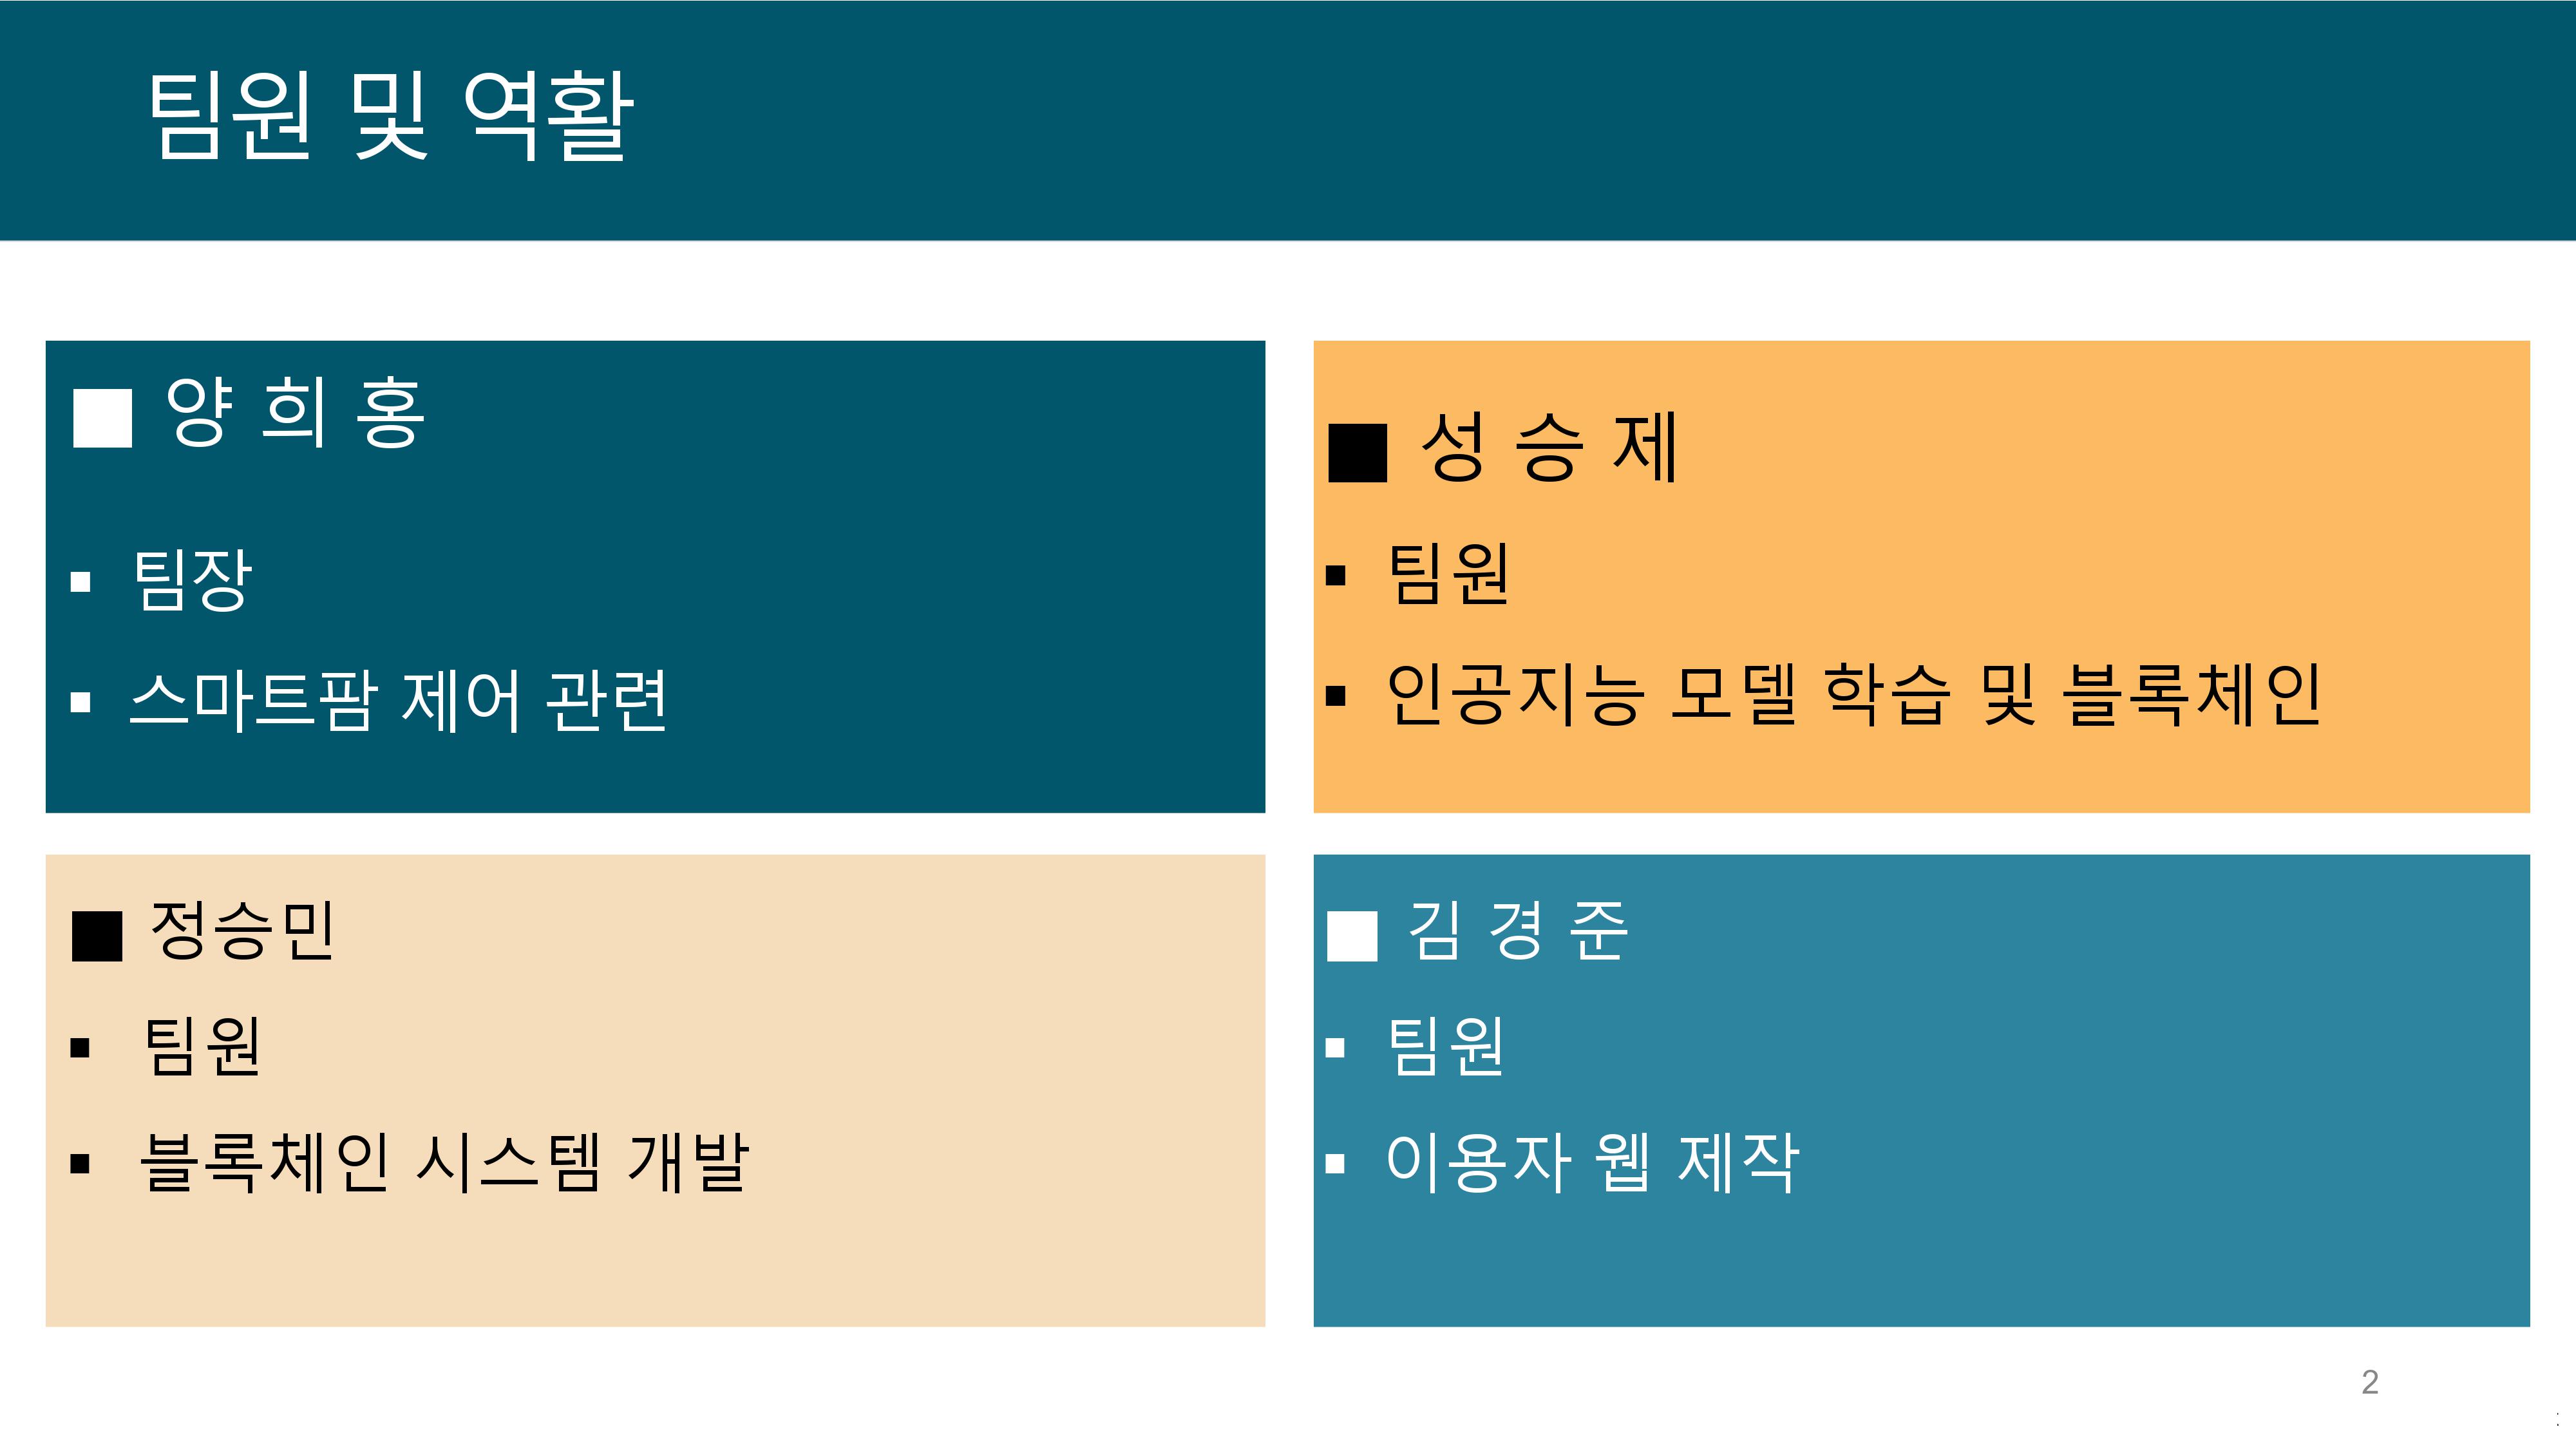 팀원 및 역활
■ 양 희 홍
▪ 팀장
▪ 스마트팜 제어 관련
■ 성 승 제
▪ 팀원
▪ 인공지능 모델 학습 및 블록체인
■ 정승민
▪ 팀원
▪ 블록체인 시스템 개발
■ 김 경 준
▪ 팀원
▪ 이용자 웹 제작
2